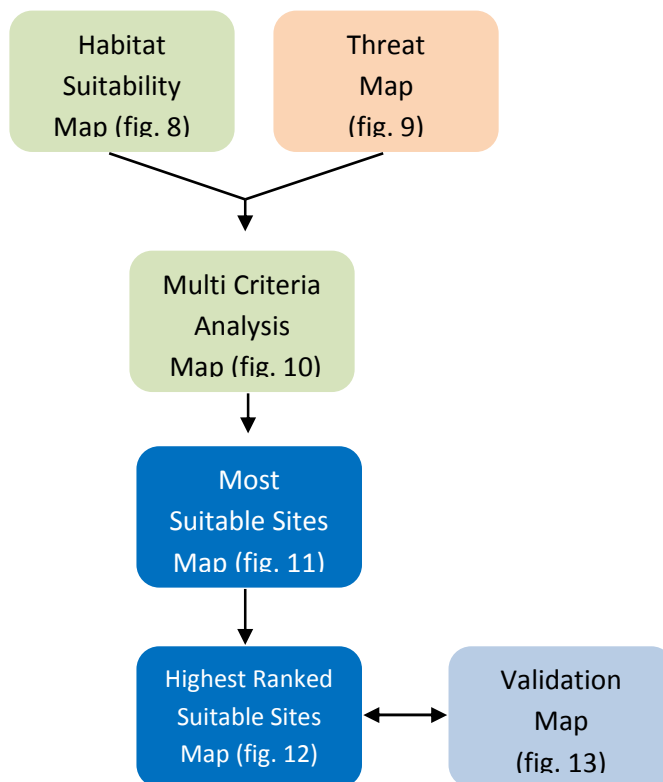 Habitat
Suitability
Map (fig. 8)
Threat
Map
(fig. 9)
Multi Criteria
Analysis
Map (fig. 10)
Most
Suitable Sites
Map (fig. 11)
Highest Ranked
Suitable Sites
Map (fig. 12)
Validation
Map
(fig. 13)